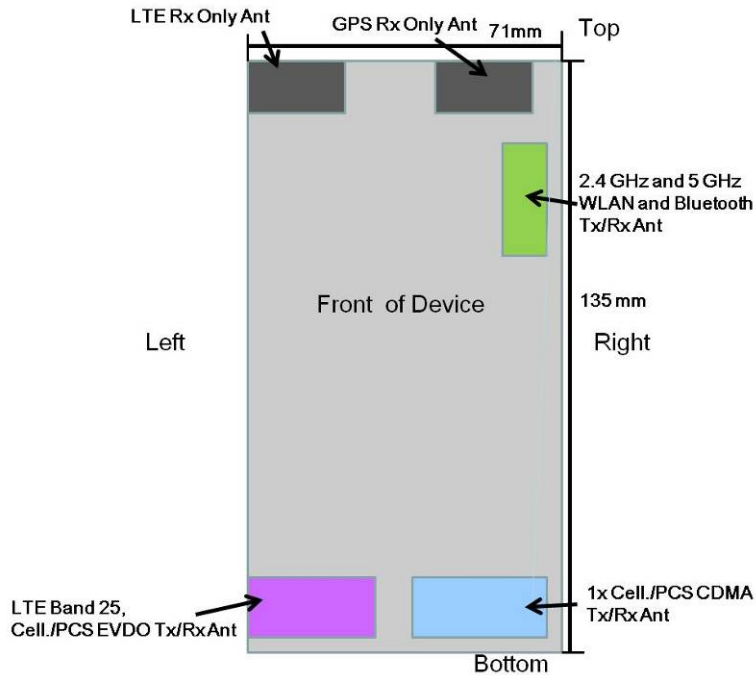 LTE Rx Only Ant
GPS Rx Only Ant
71mm
Top
2.4 GHz and 5 GHz
WLAN and Bluetooth
Tx/Rx Ant
Front of Device
135 mm
Left
Right
LTE Band 25,
Cell./PCS EVDO Tx/Rx Ant
1x Cell./PCS CDMA
Tx/Rx Ant
Bottom